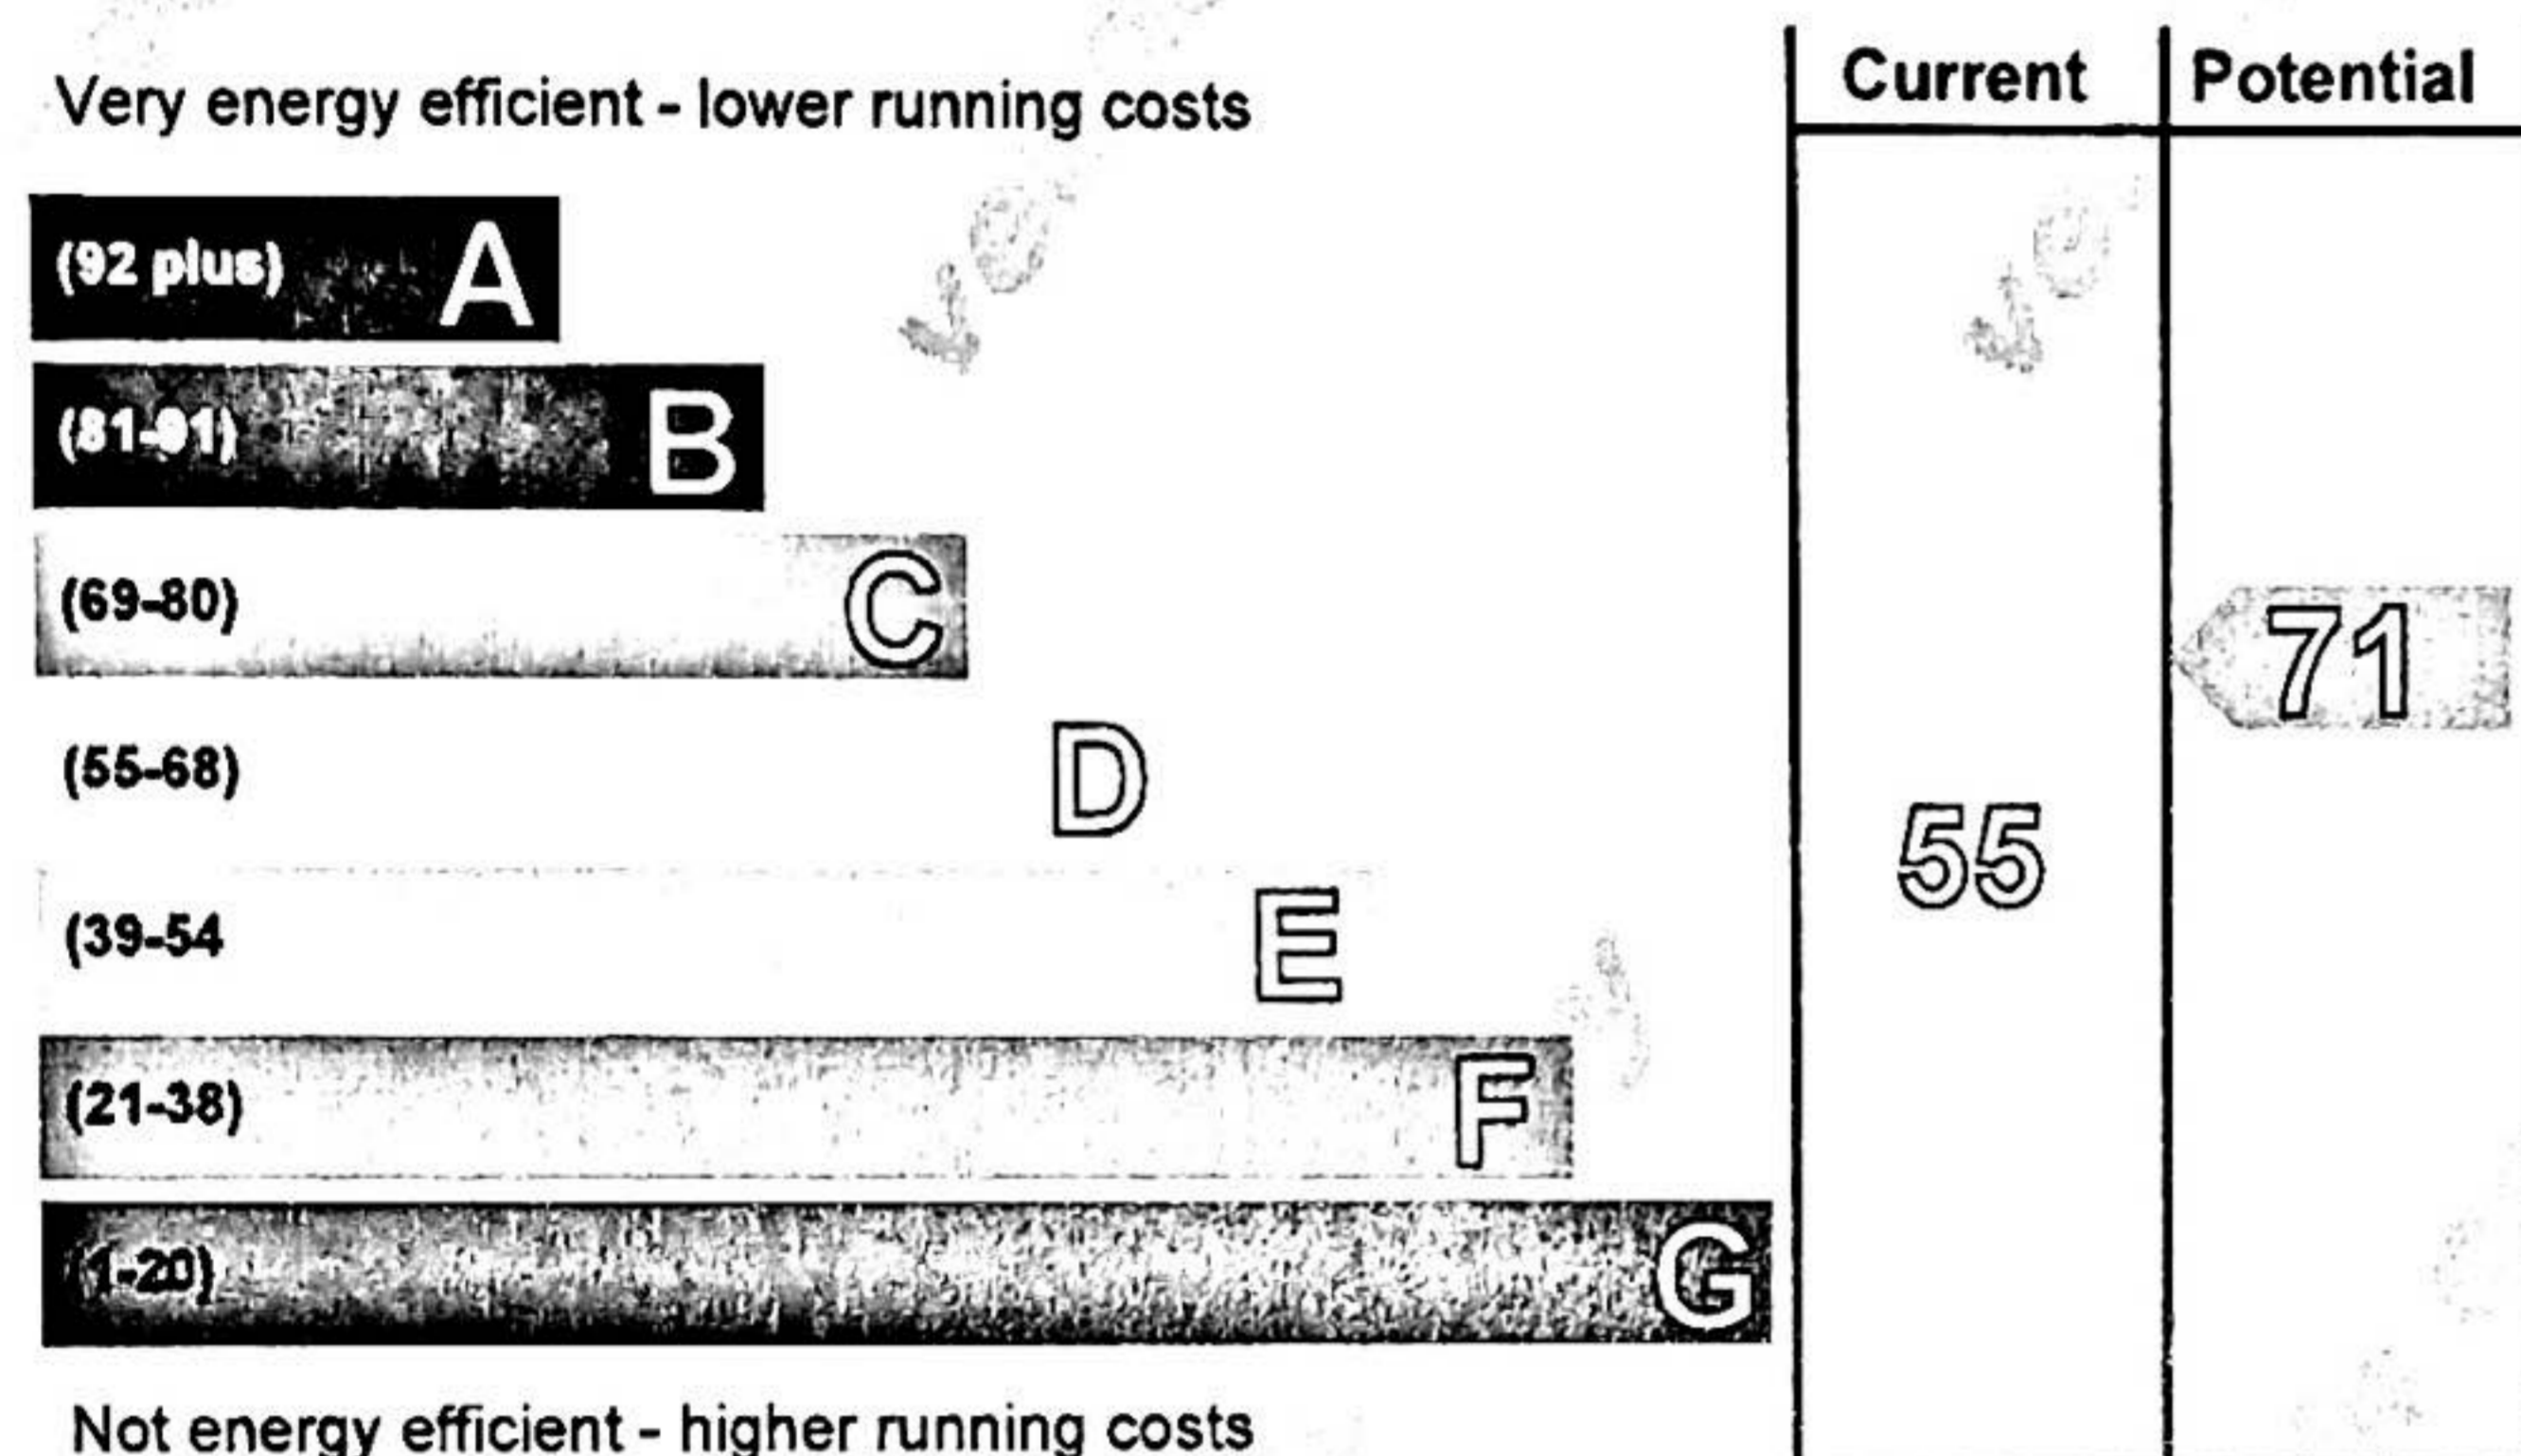 Current Potential
Very energy efficient - lower running costs
(92 plus) A
(81-91) B
(69-80) C
71
(55-68) D
55
(39-54 E
(21-38) F
(1-20) G
Not energy efficient - higher running costs